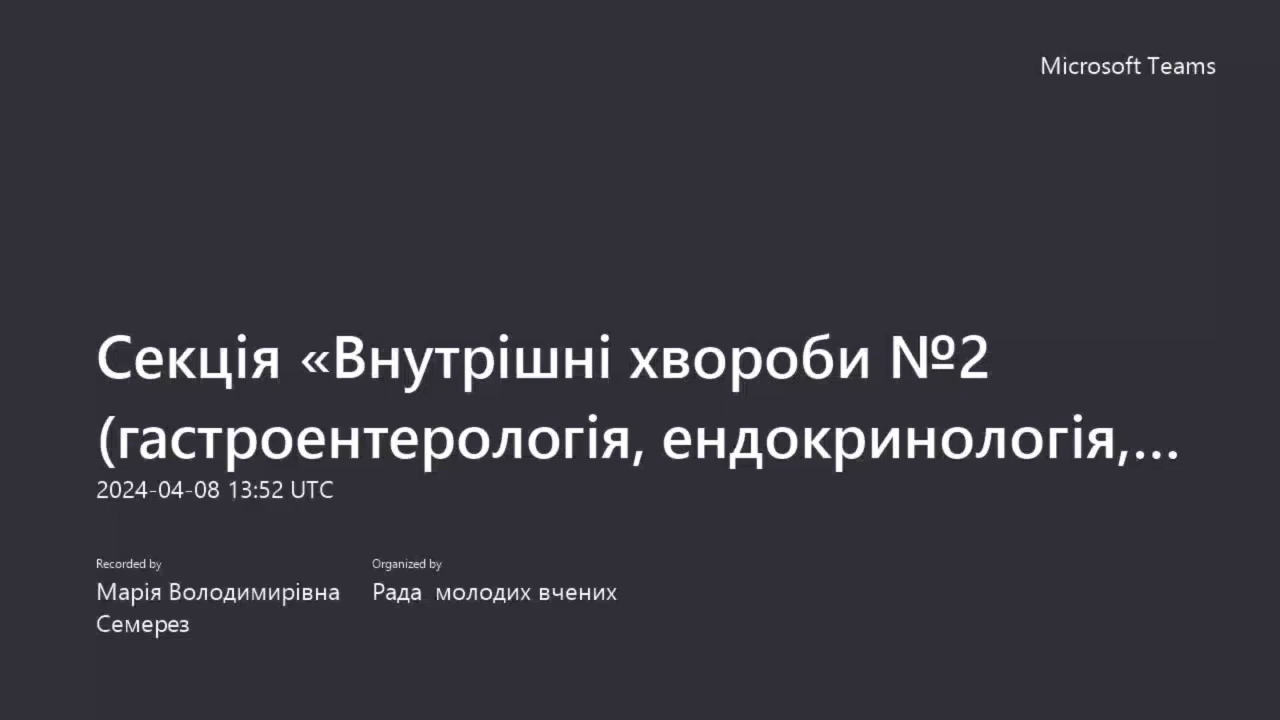 Microsoft Teams
Секція «Внутрішні хвороби №2
(гастроентерологія, ендокринологія,...
2024-04-08 13:52 UTC
Recorded by
Organized by
Марія Володимирівна
Семерез
Рада молодих вчених